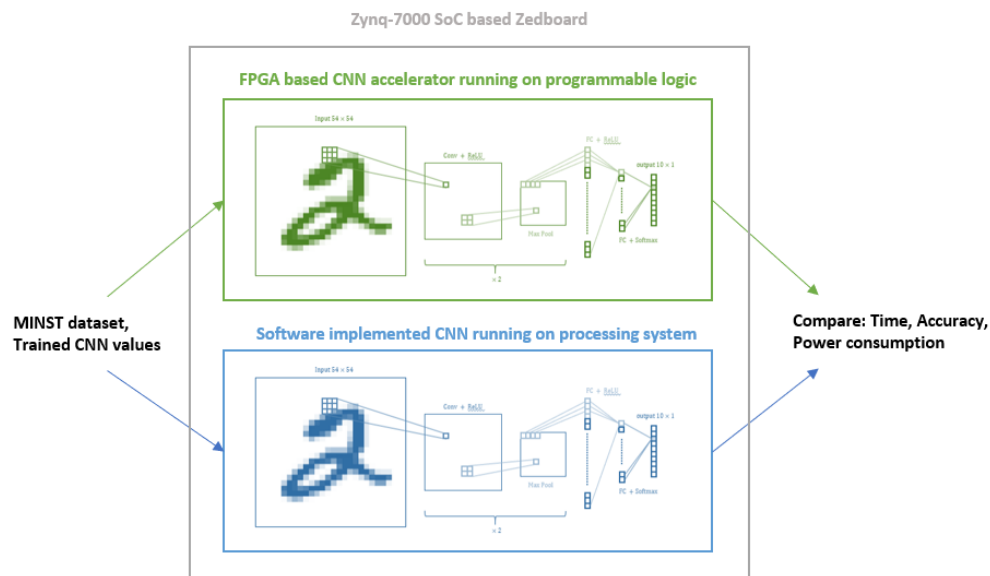 Zynq-7000 SoC based Zedboard
FPGA based CNN accelerator running on programmable logic
Input 54 × 54
Conv + ReLU
FC + ReLU
output 10 × 1
Max Pool
FC + Softmax
× 2
MINST dataset,
Trained CNN values
Compare: Time, Accuracy,
Power consumption
Software implemented CNN running on processing system
Input 54 × 54
Conv + ReLU
FC + ReLU
output 10 × 1
Max Pool
FC + Softmax
× 2